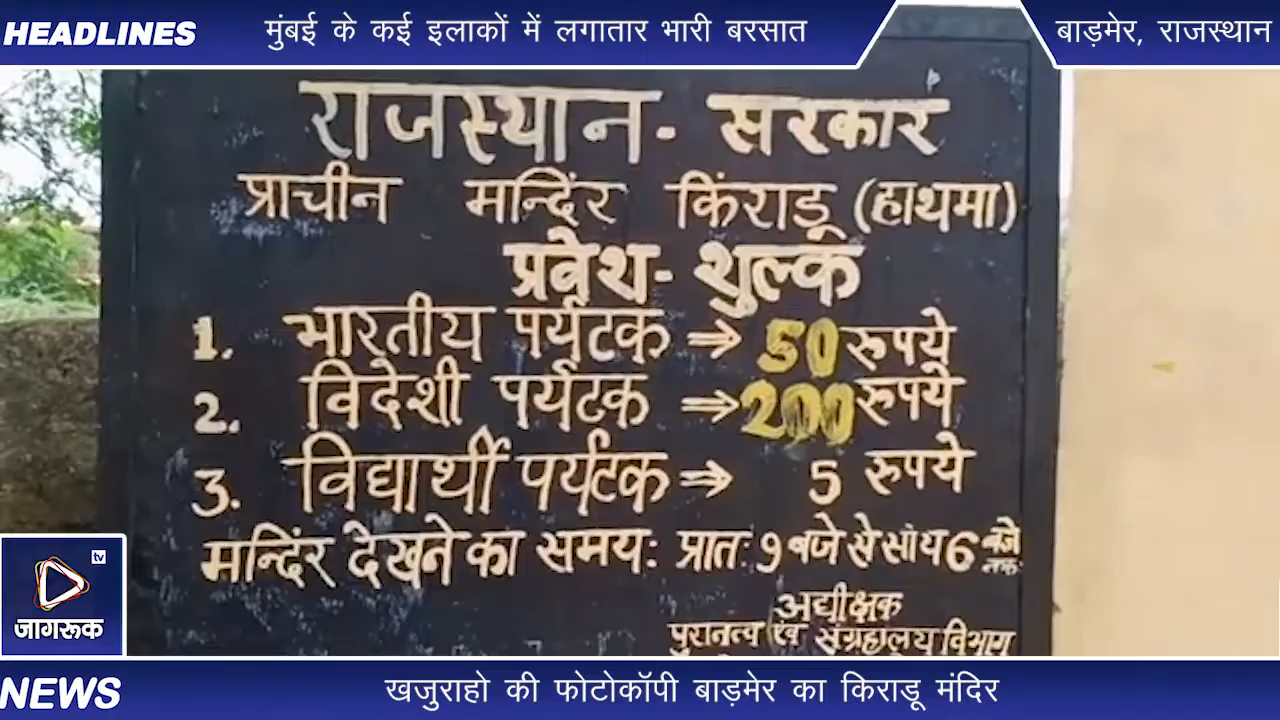 HEADLINES मुंबई के कई इलाकों में लगातार भारी बरसात बाड़मेर, राजस्थान
राजस्थान - सरकार
प्राचीन मन्दिंर किंराडू (हाथमा)
प्रवेश - शुल्क
1. भारतीय पर्यटक ⇒ 50 रुपये
2. विदेशी पर्यटक ⇒ 200 रुपये
3. विद्यार्थी पर्यटक ⇒ 5 रुपये
मन्दिंर देखने का समय: प्रातः 9 बजे से सांय 6 बजे तक
अधीक्षक
पुरातत्व एंव संग्रहालय विभाग
tv
जागरूक
NEWS खजुराहो की फोटोकॉपी बाड़मेर का किराडू मंदिर